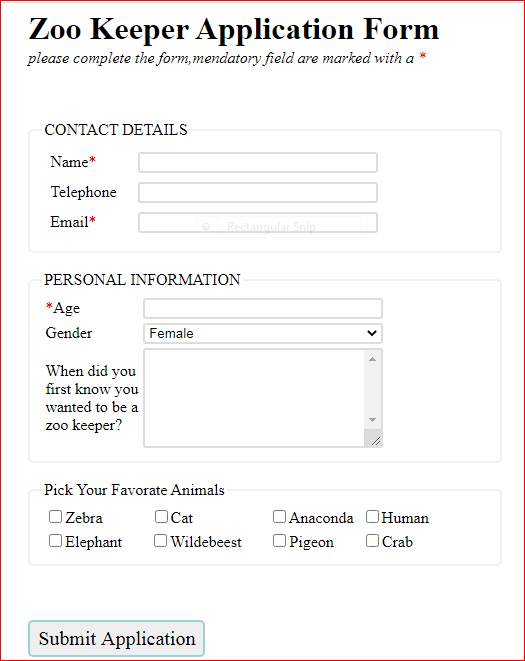 Zoo Keeper Application Form
please complete the form,mendatory field are marked with a *
CONTACT DETAILS
Name*
Telephone
Email*
Rectangular Snip
PERSONAL INFORMATION
*Age
Gender Female
When did you
first know you
wanted to be a
zoo keeper?
Pick Your Favorate Animals
Zebra Cat Anaconda Human
Elephant Wildebeest Pigeon Crab
Submit Application